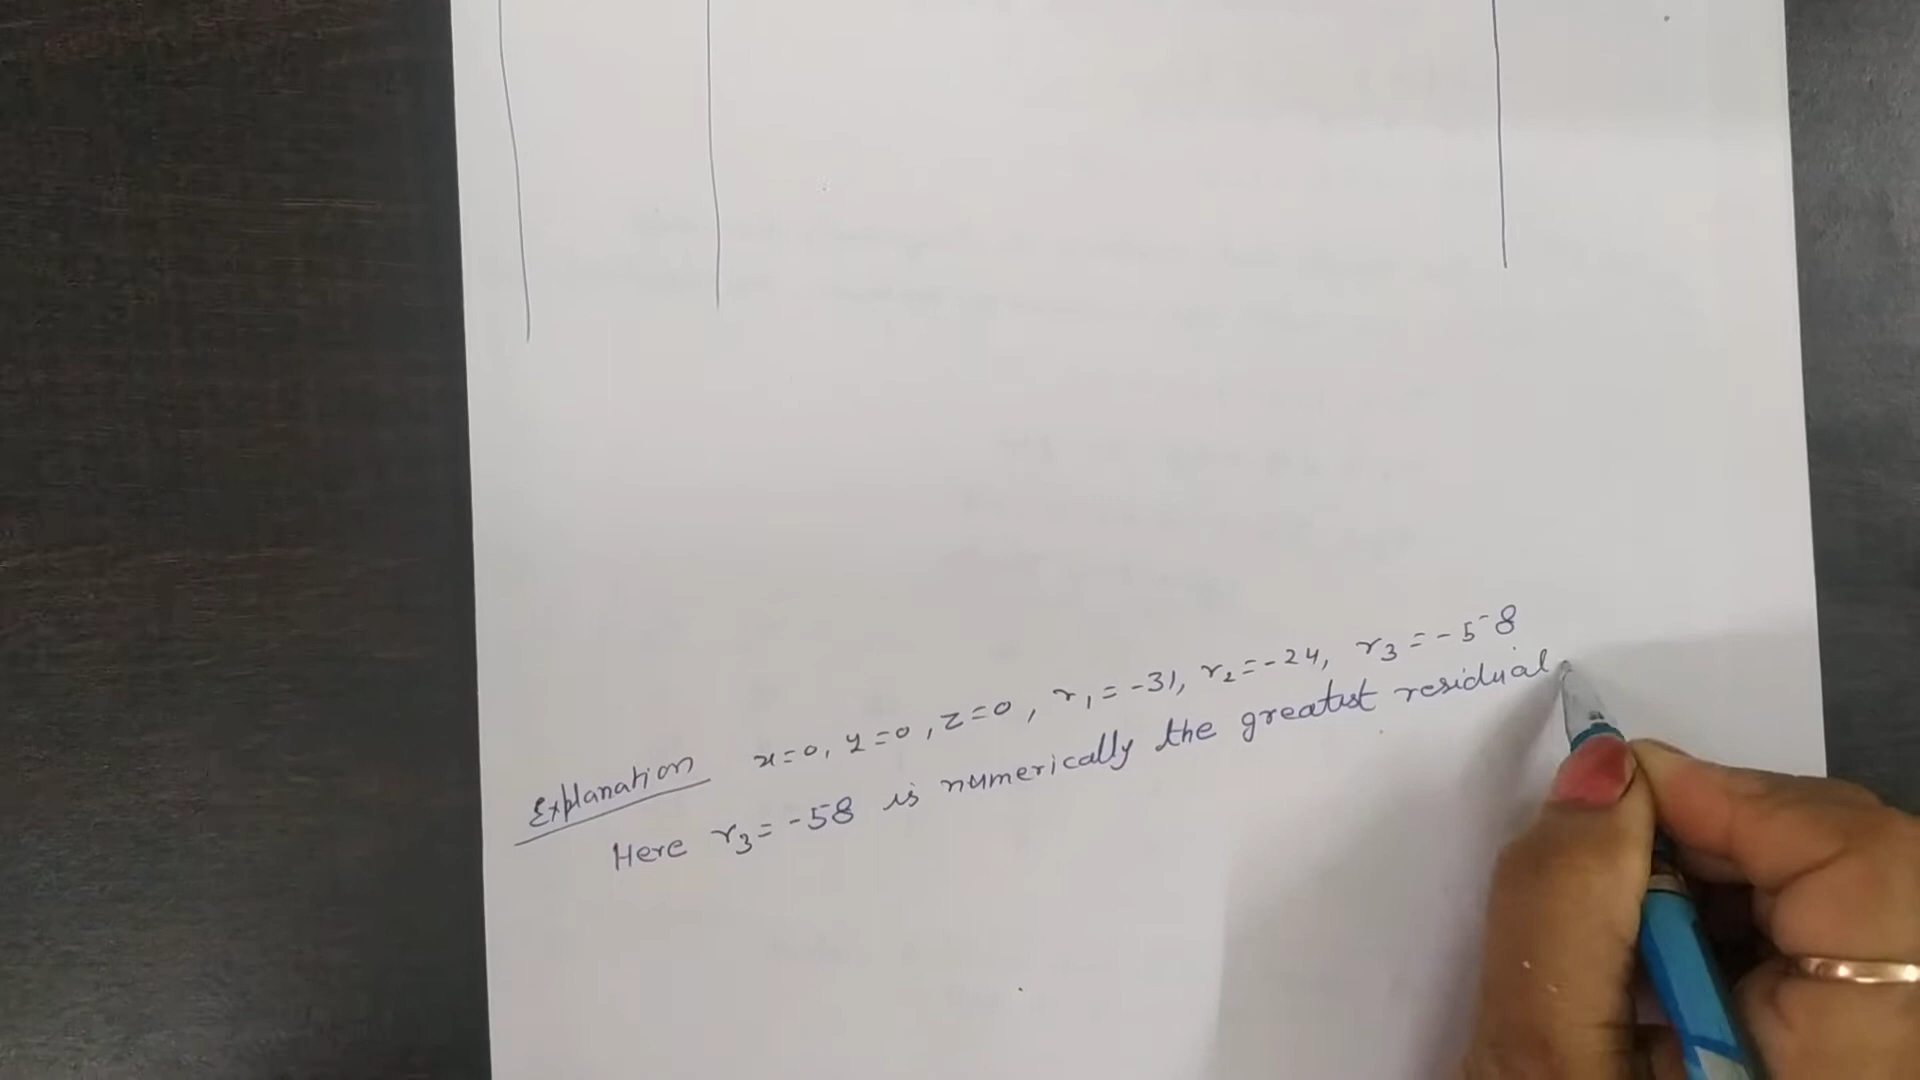 Explanation x=0, y=0, z=0, r₁=-31, r₂=-24, r₃=-58
Here r₃=-58 is numerically the greatest residual.